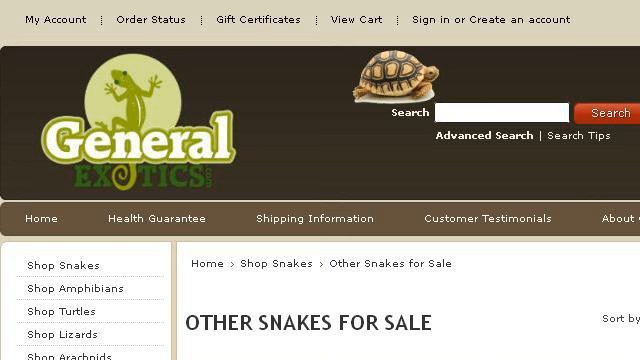 My Account Order Status Gift Certificates View Cart Sign in or Create an account
General
EXOTICS.com
Search Search
Advanced Search | Search Tips
Home Health Guarantee Shipping Information Customer Testimonials About
Shop Snakes
Shop Amphibians
Shop Turtles
Shop Lizards
Shop Arachnids
Home > Shop Snakes > Other Snakes for Sale
OTHER SNAKES FOR SALE
Sort by